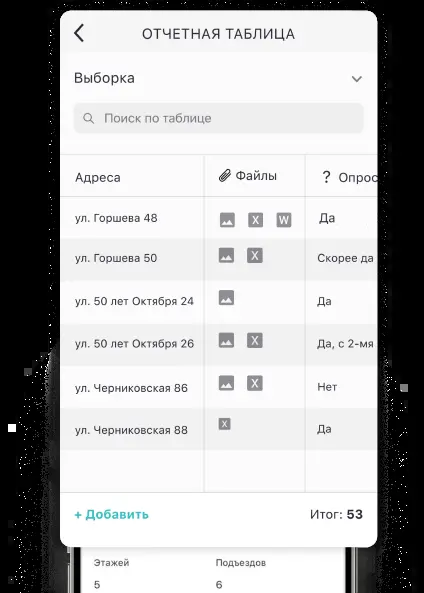 ОТЧЕТНАЯ ТАБЛИЦА
Выборка
Поиск по таблице
Адреса Файлы ? Опрос
ул. Горшева 48 X W Да
ул. Горшева 50 X Скорее да
ул. 50 лет Октября 24 Да
ул. 50 лет Октября 26 X Да, с 2-мя
ул. Черниковская 86 X Нет
ул. Черниковская 88 X Да
+ Добавить Итог: 53
Этажей Подъездов
5 6